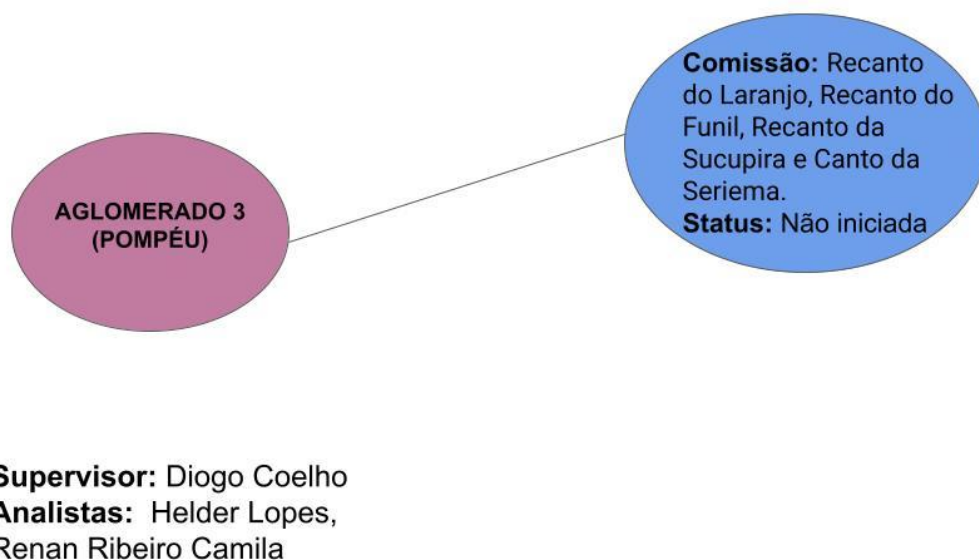 Comissão: Recanto
do Laranjo, Recanto do
Funil, Recanto da
Sucupira e Canto da
Seriema.
Status: Não iniciada
AGLOMERADO 3
(POMPÉU)
Supervisor: Diogo Coelho
Analistas: Helder Lopes,
Renan Ribeiro Camila